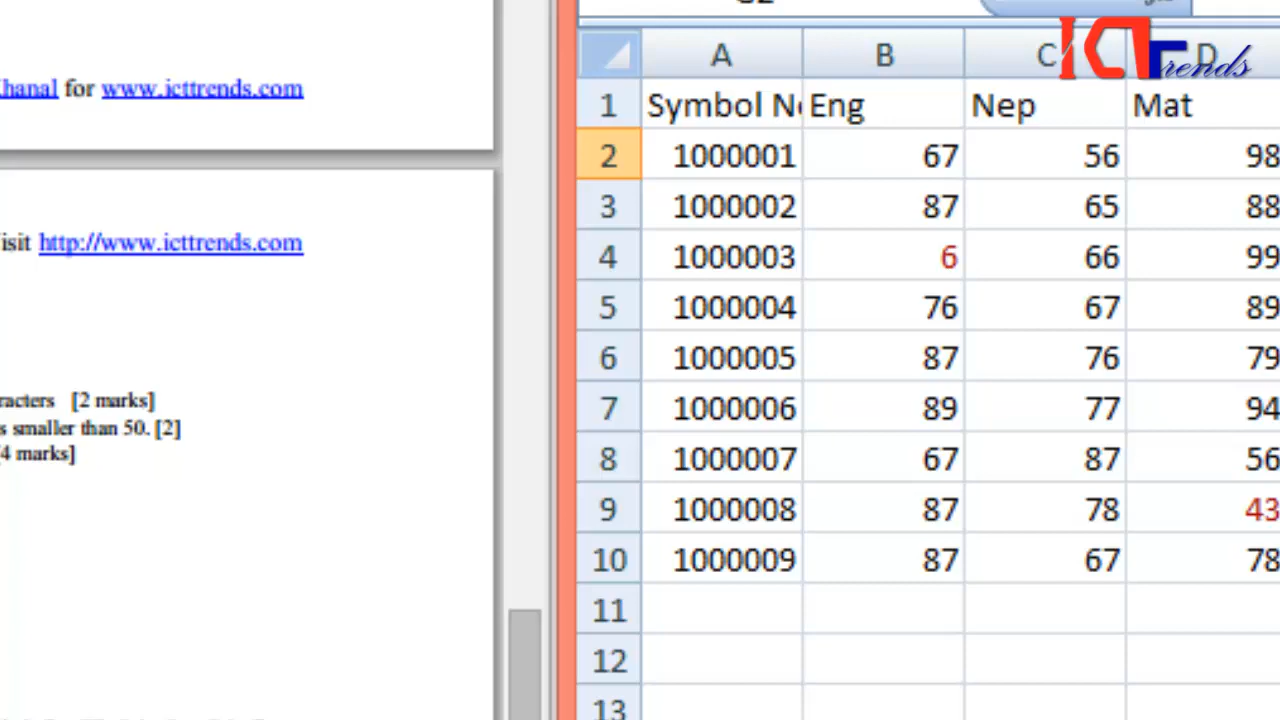 Khanal for www.icttrends.com
isit http://www.icttrends.com
racters [2 marks]
s smaller than 50. [2]
[4 marks]
ICTrends
A B C D
1 Symbol No Eng Nep Mat
2 1000001 67 56 98
3 1000002 87 65 88
4 1000003 6 66 99
5 1000004 76 67 89
6 1000005 87 76 79
7 1000006 89 77 94
8 1000007 67 87 56
9 1000008 87 78 43
10 1000009 87 67 78
11
12
13